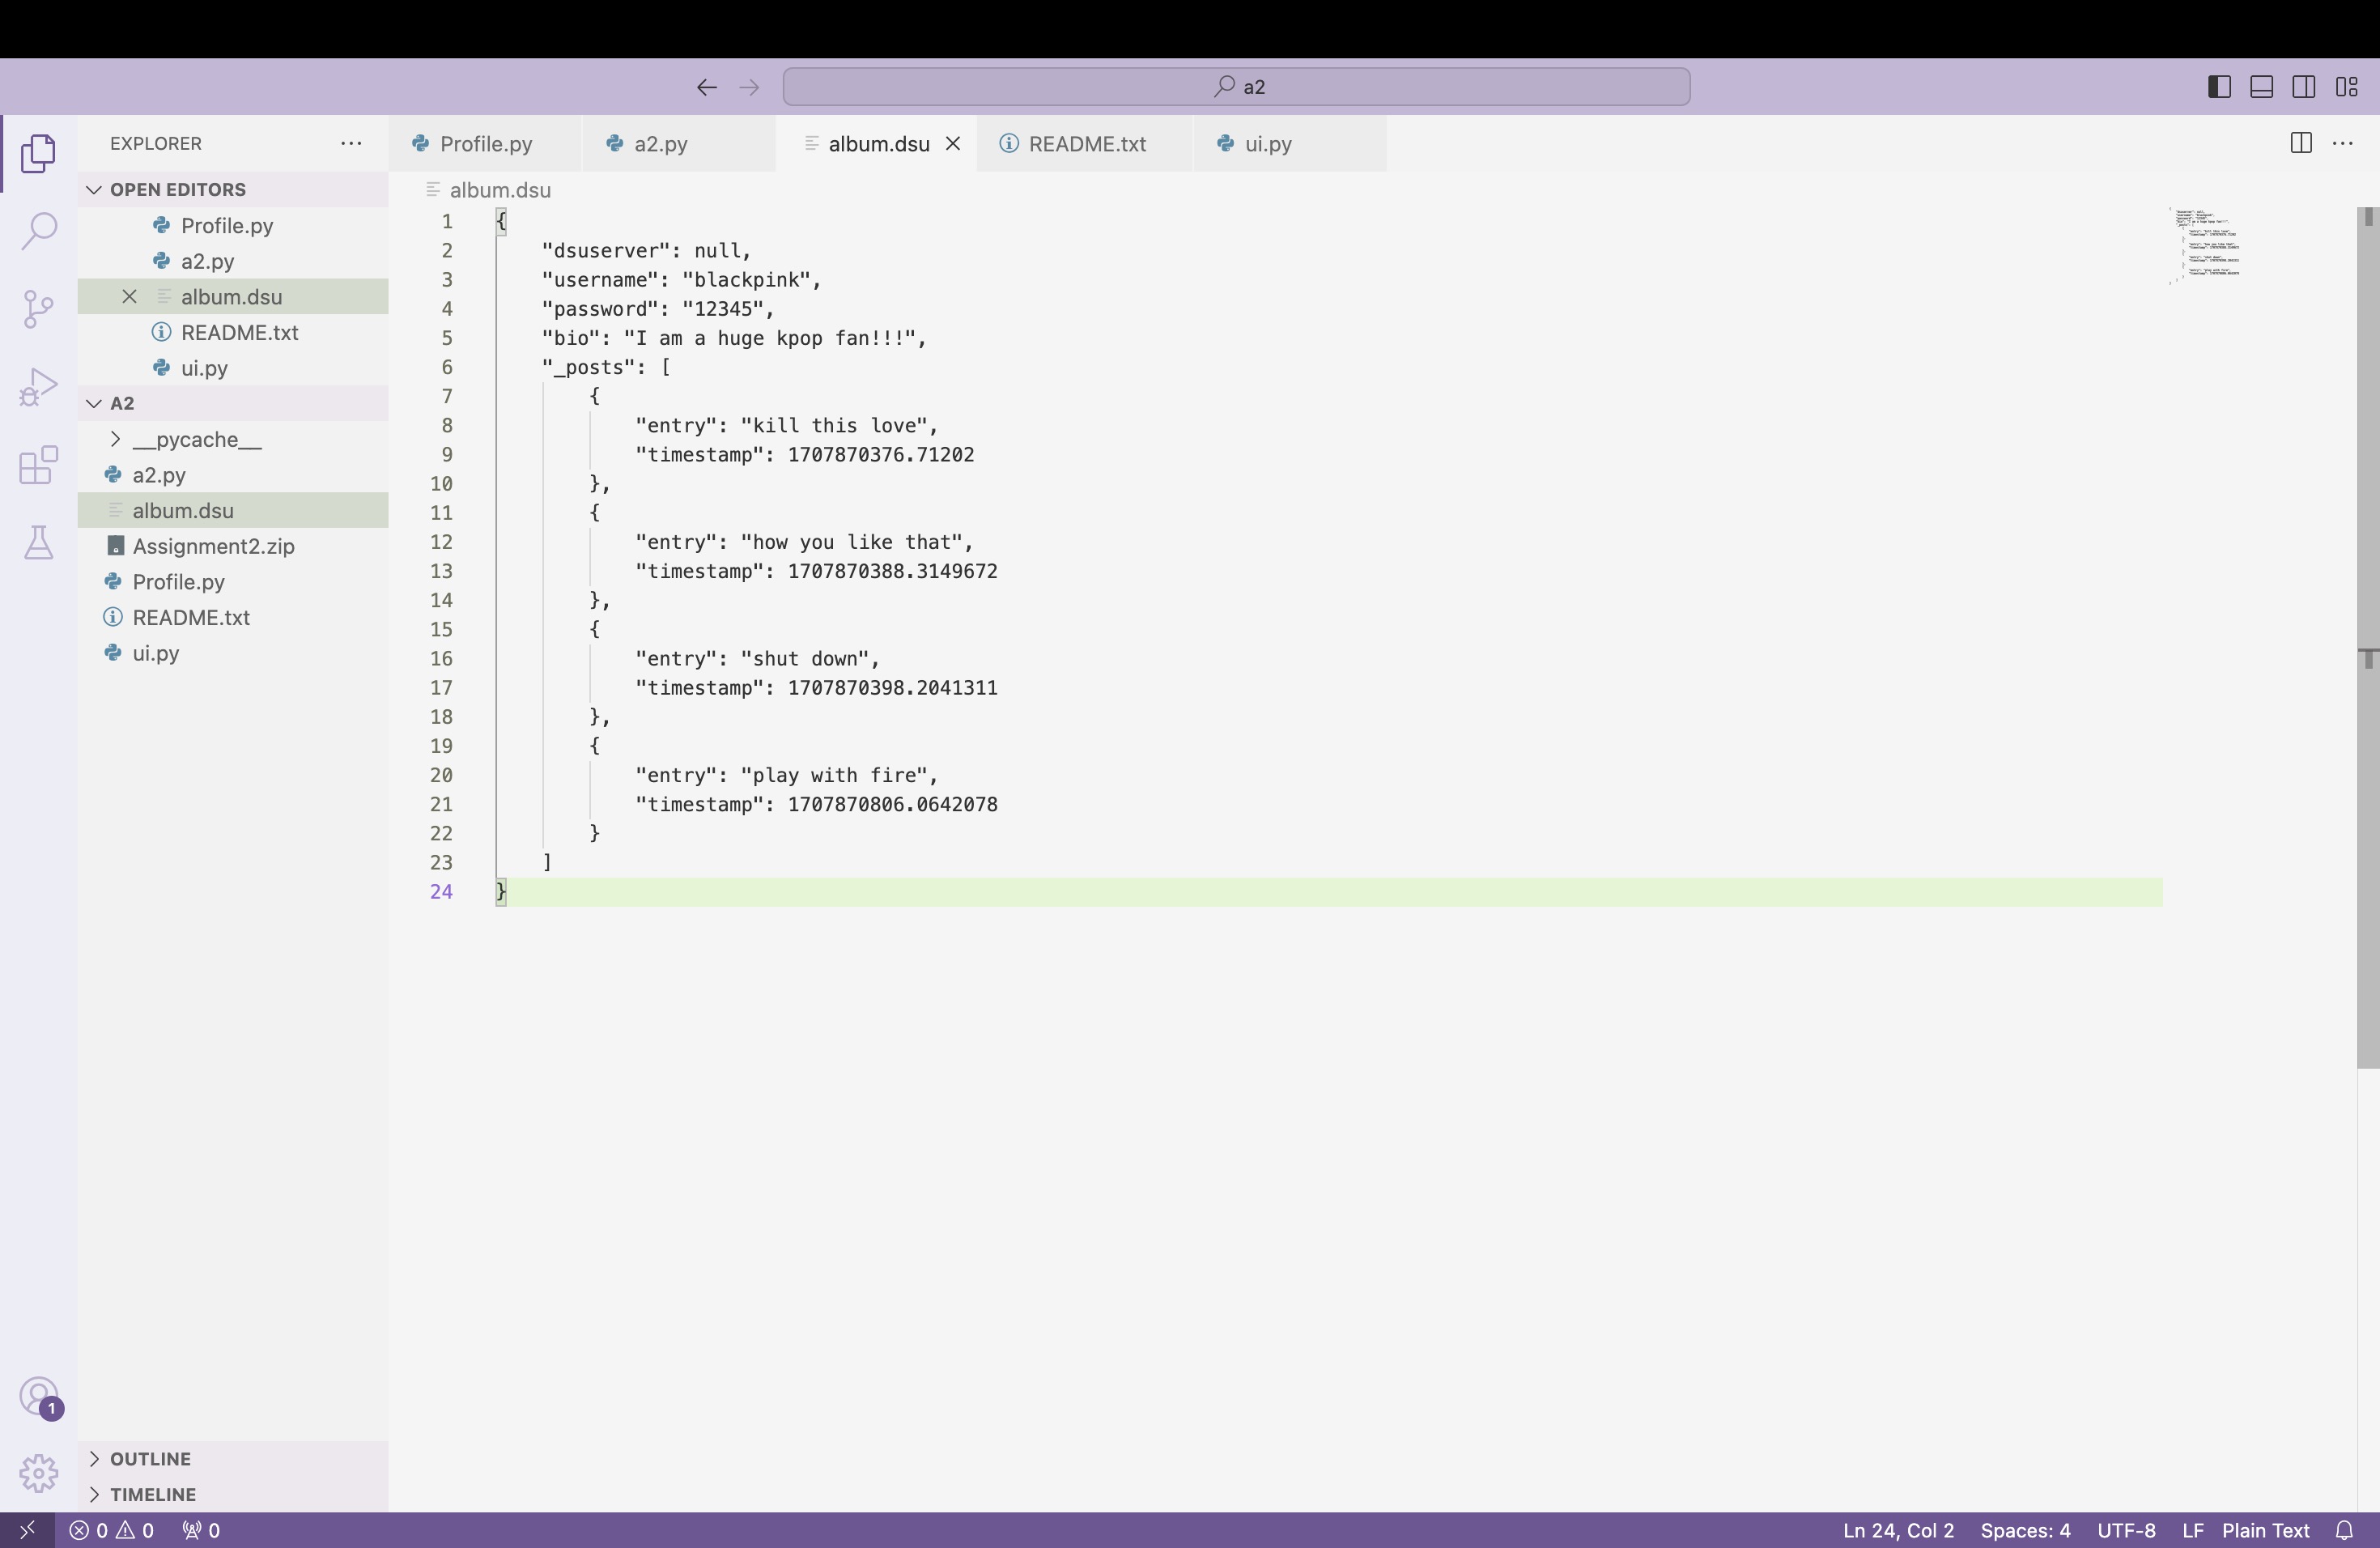 a2
EXPLORER
Profile.py
a2.py
album.dsu
README.txt
ui.py
OPEN EDITORS
Profile.py
a2.py
album.dsu
README.txt
ui.py
A2
__pycache__
a2.py
album.dsu
Assignment2.zip
Profile.py
README.txt
ui.py
OUTLINE
TIMELINE
album.dsu
1 {
2 "dsuserver": null,
3 "username": "blackpink",
4 "password": "12345",
5 "bio": "I am a huge kpop fan!!!",
6 "_posts": [
7 {
8 "entry": "kill this love",
9 "timestamp": 1707870376.71202
10 },
11 {
12 "entry": "how you like that",
13 "timestamp": 1707870388.3149672
14 },
15 {
16 "entry": "shut down",
17 "timestamp": 1707870398.2041311
18 },
19 {
20 "entry": "play with fire",
21 "timestamp": 1707870806.0642078
22 }
23 ]
24 }
1
0 0 0
Ln 24, Col 2 Spaces: 4 UTF-8 LF Plain Text